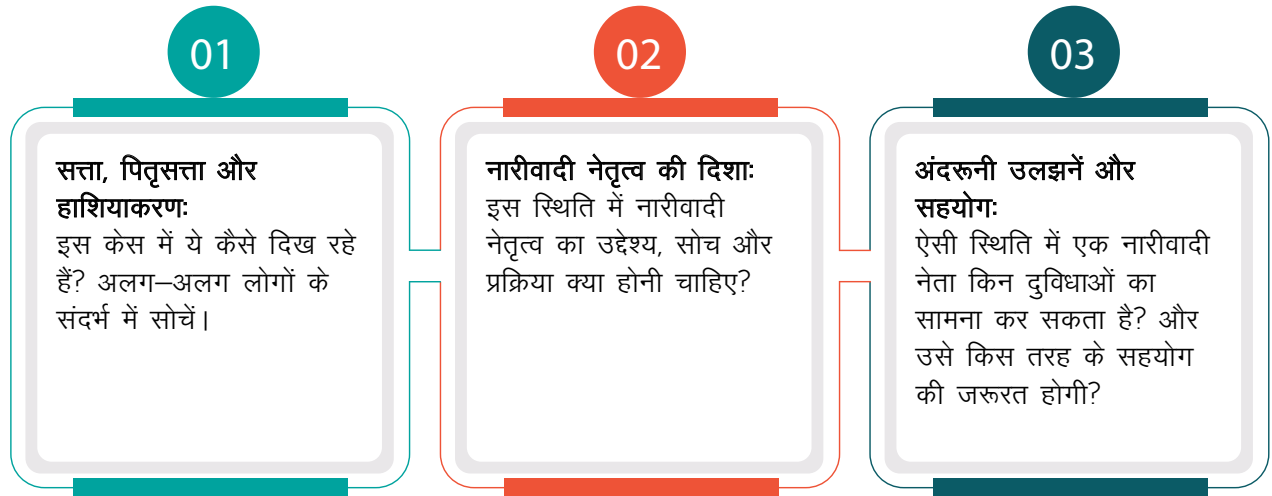 01
सत्ता, पितृसत्ता और
हाशियाकरणः
इस केस में ये कैसे दिख रहे
हैं? अलग–अलग लोगों के
संदर्भ में सोचें।
02
नारीवादी नेतृत्व की दिशाः
इस स्थिति में नारीवादी
नेतृत्व का उद्देश्य, सोच और
प्रक्रिया क्या होनी चाहिए?
03
अंदरूनी उलझनें और
सहयोगः
ऐसी स्थिति में एक नारीवादी
नेता किन दुविधाओं का
सामना कर सकता है? और
उसे किस तरह के सहयोग
की जरूरत होगी?